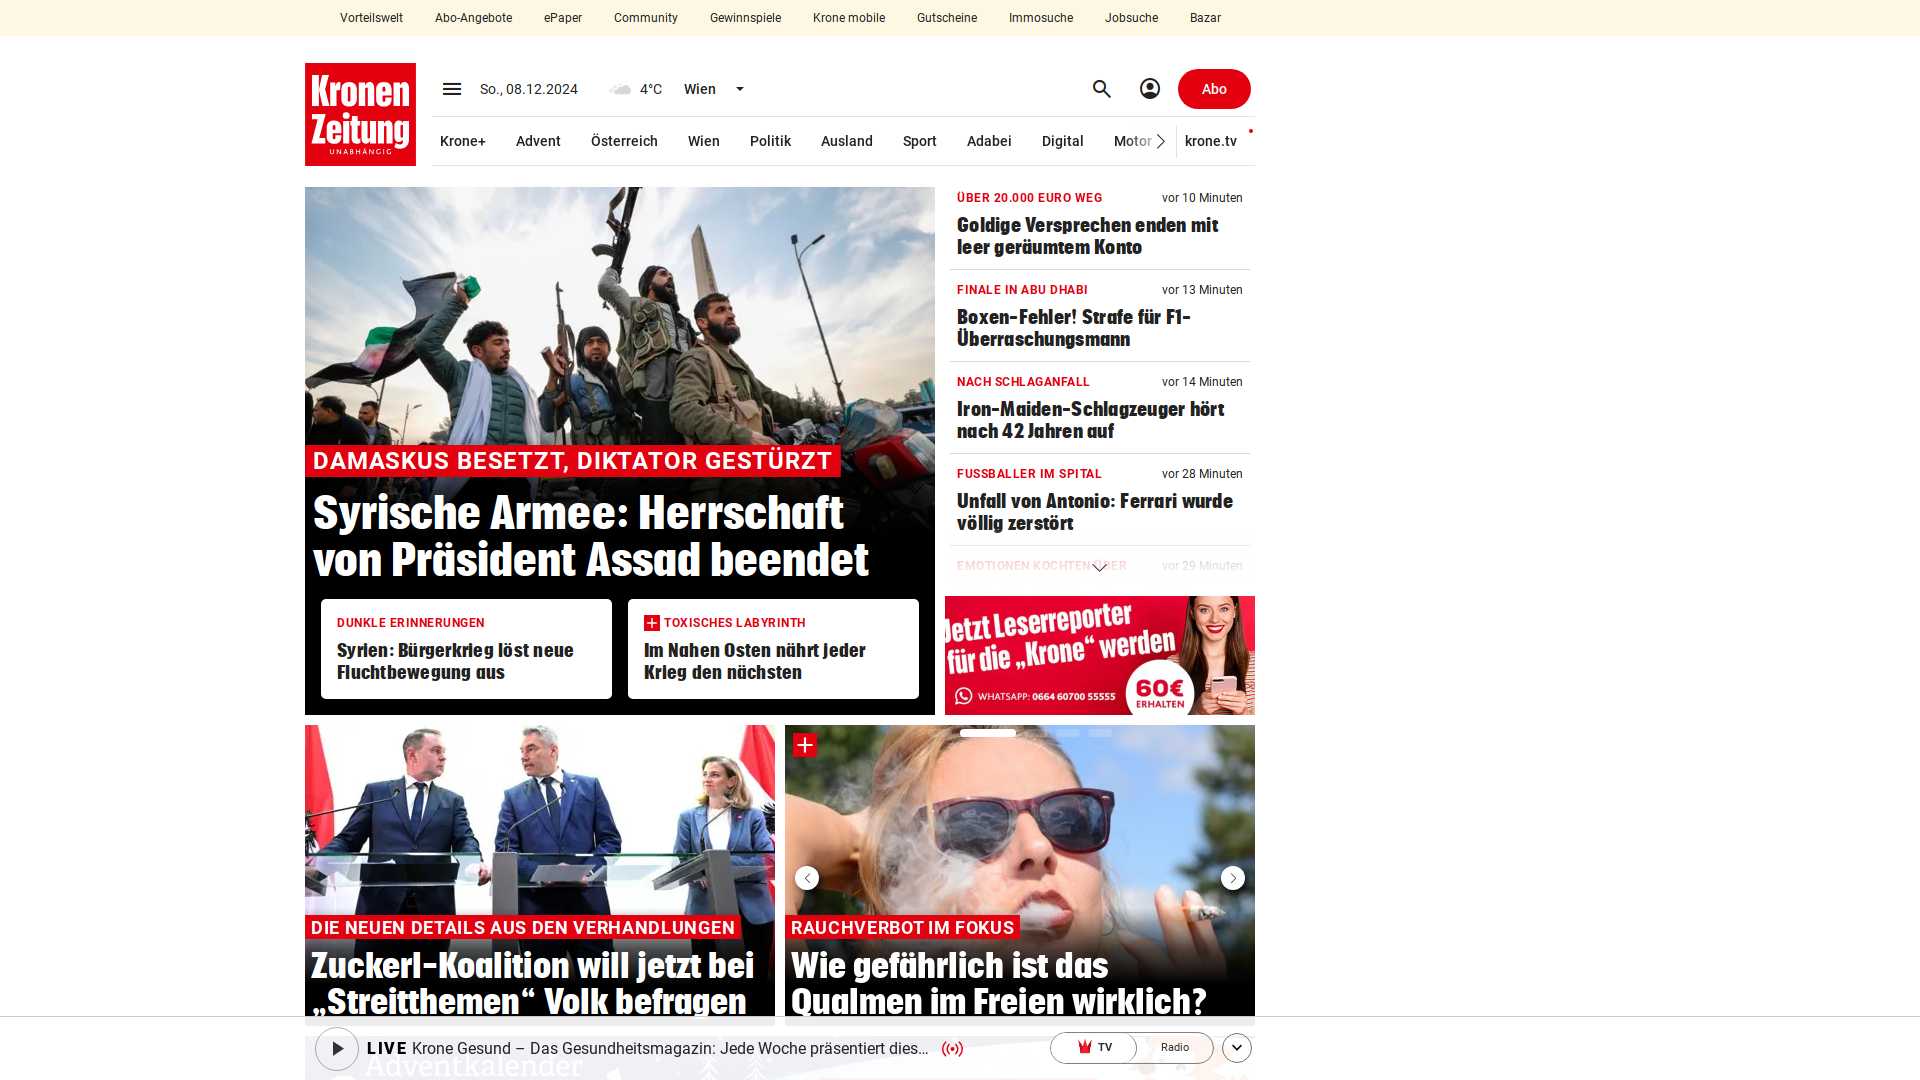 Vorteilswelt Abo-Angebote ePaper Community Gewinnspiele Krone mobile Gutscheine Immosuche Jobsuche Bazar
Kronen
Zeitung
UNABHÄNGIG
So., 08.12.2024 4°C Wien Abo
Krone+ Advent Österreich Wien Politik Ausland Sport Adabei Digital Motor krone.tv
DAMASKUS BESETZT, DIKTATOR GESTÜRZT
Syrische Armee: Herrschaft
von Präsident Assad beendet
DUNKLE ERINNERUNGEN
Syrien: Bürgerkrieg löst neue
Fluchtbewegung aus
TOXISCHES LABYRINTH
Im Nahen Osten nährt jeder
Krieg den nächsten
ÜBER 20.000 EURO WEG vor 10 Minuten
Goldige Versprechen enden mit
leer geräumtem Konto
FINALE IN ABU DHABI vor 13 Minuten
Boxen-Fehler! Strafe für F1-
Überraschungsmann
NACH SCHLAGANFALL vor 14 Minuten
Iron-Maiden-Schlagzeuger hört
nach 42 Jahren auf
FUSSBALLER IM SPITAL vor 28 Minuten
Unfall von Antonio: Ferrari wurde
völlig zerstört
EMOTIONEN KOCHTEN ÜBER vor 29 Minuten
Jetzt Leserreporter
für die „Krone“ werden
WHATSAPP: 0664 60700 55555
60€
ERHALTEN
DIE NEUEN DETAILS AUS DEN VERHANDLUNGEN
Zuckerl-Koalition will jetzt bei
„Streitthemen“ Volk befragen
RAUCHVERBOT IM FOKUS
Wie gefährlich ist das
Qualmen im Freien wirklich?
LIVE Krone Gesund – Das Gesundheitsmagazin: Jede Woche präsentiert dies... TV Radio
Adventkalender